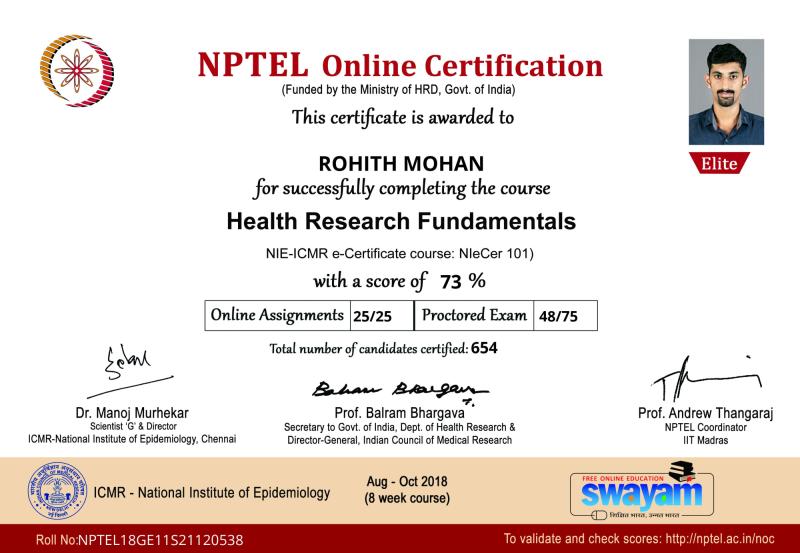 NPTEL Online Certification
(Funded by the Ministry of HRD, Govt. of India)
This certificate is awarded to
Elite
ROHITH MOHAN
for successfully completing the course
Health Research Fundamentals
NIE-ICMR e-Certificate course: NIeCer 101)
with a score of 73 %
Online Assignments 25/25 Proctored Exam 48/75
Total number of candidates certified: 654
Dr. Manoj Murhekar
Scientist 'G' & Director
ICMR-National Institute of Epidemiology, Chennai
Balram Bhargava
Prof. Balram Bhargava
Secretary to Govt. of India, Dept. of Health Research &
Director-General, Indian Council of Medical Research
Prof. Andrew Thangaraj
NPTEL Coordinator
IIT Madras
ICMR - National Institute of Epidemiology
Aug - Oct 2018
(8 week course)
FREE ONLINE EDUCATION
swayam
शिक्षित भारत, उन्नत भारत
Roll No:NPTEL18GE11S21120538
To validate and check scores: http://nptel.ac.in/noc